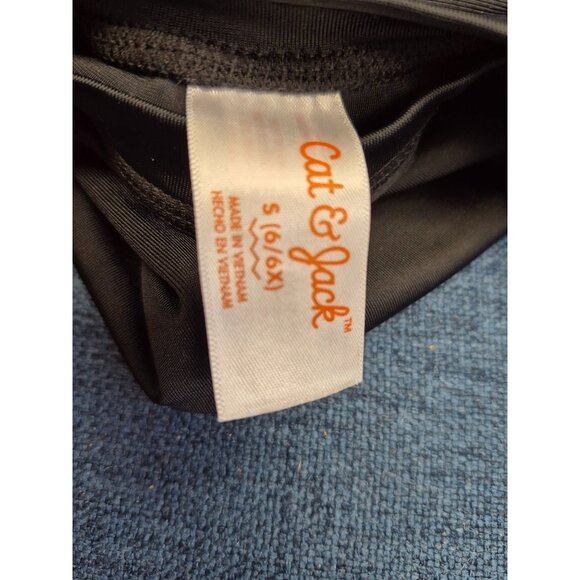 Cat & Jack™
S (6/6X)
MADE IN VIETNAM
HECHO EN VIETNAM